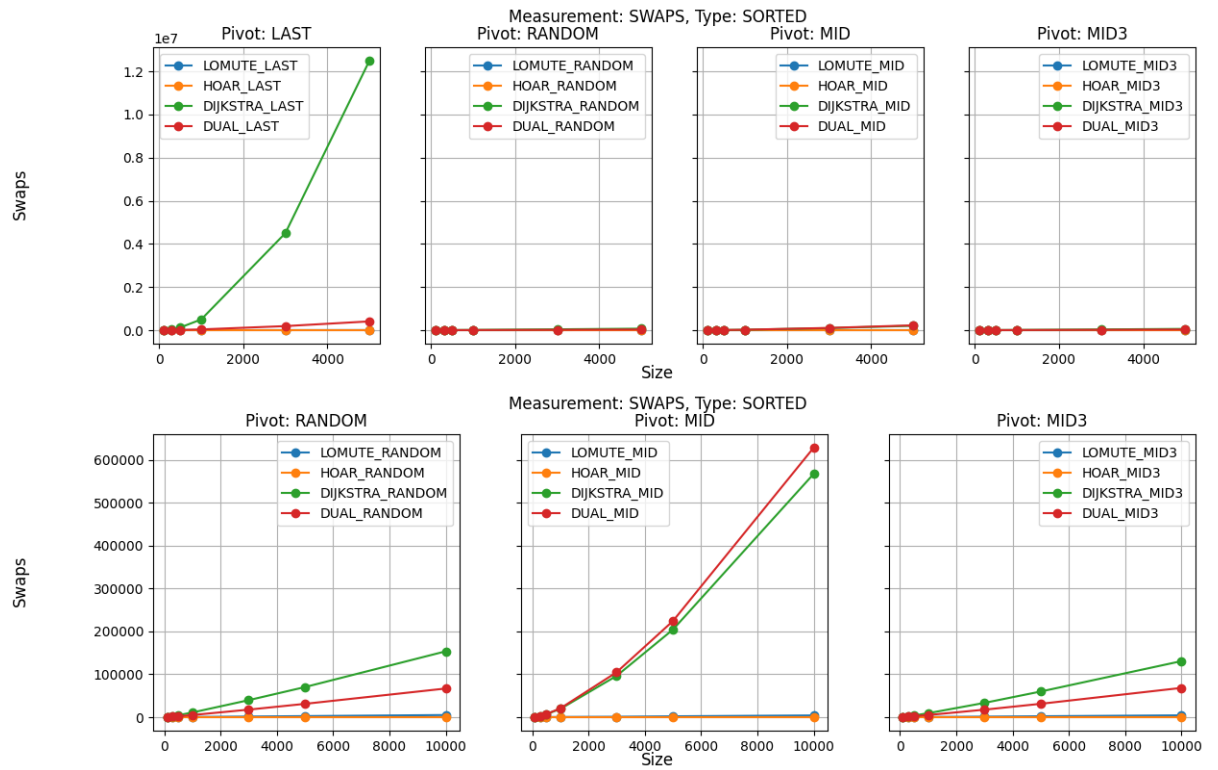 Measurement: SWAPS, Type: SORTED
Pivot: LAST
Pivot: RANDOM
Pivot: MID
Pivot: MID3
1e7
LOMUTE_LAST
HOAR_LAST
DIJKSTRA_LAST
DUAL_LAST
LOMUTE_RANDOM
HOAR_RANDOM
DIJKSTRA_RANDOM
DUAL_RANDOM
LOMUTE_MID
HOAR_MID
DIJKSTRA_MID
DUAL_MID
LOMUTE_MID3
HOAR_MID3
DIJKSTRA_MID3
DUAL_MID3
1.2
1.0
0.8
0.6
0.4
0.2
0.0
Swaps
0 2000 4000
0 2000 4000
0 2000 4000
0 2000 4000
Size
Measurement: SWAPS, Type: SORTED
Pivot: RANDOM
Pivot: MID
Pivot: MID3
LOMUTE_RANDOM
HOAR_RANDOM
DIJKSTRA_RANDOM
DUAL_RANDOM
LOMUTE_MID
HOAR_MID
DIJKSTRA_MID
DUAL_MID
LOMUTE_MID3
HOAR_MID3
DIJKSTRA_MID3
DUAL_MID3
600000
500000
400000
300000
200000
100000
0
Swaps
0 2000 4000 6000 8000 10000
0 2000 4000 6000 8000 10000
0 2000 4000 6000 8000 10000
Size